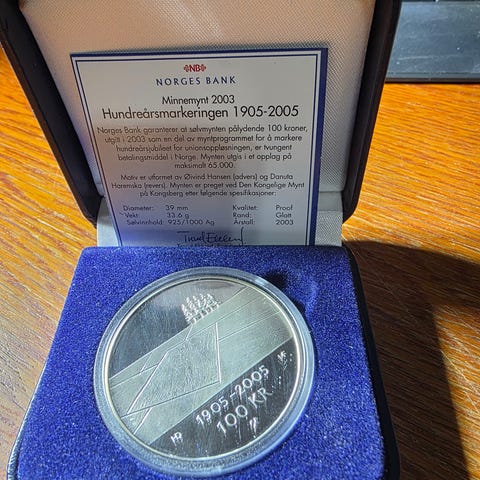 NB
NORGES BANK
Minnemynt 2003
Hundreårsmarkeringen 1905-2005
Norges Bank garanterer at sølvmynten pålydende 100 kroner,
utgitt i 2003 som en del av myntprogrammet for å markere
hundreårsjubileet for unionsoppløsningen, er tvungent
betalingsmiddel i Norge. Mynten utgis i et opplag på
maksimalt 65.000.
Motiv er utformet av Øivind Hansen (advers) og Danuta
Haremska (revers). Mynten er preget ved Den Kongelige Mynt
på Kongsberg etter følgende spesifikasjoner:
Diameter: 39 mm Kvalitet: Proof
Vekt: 33.6 g Rand: Glatt
Sølvinnhold: 925/1000 Ag Årstall: 2003
1905-2005
100 KR